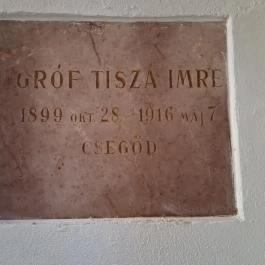 GRÓF TISZA IMRE
1899 OKT. 28. - 1916 MÁJ 7
CSEGŐD